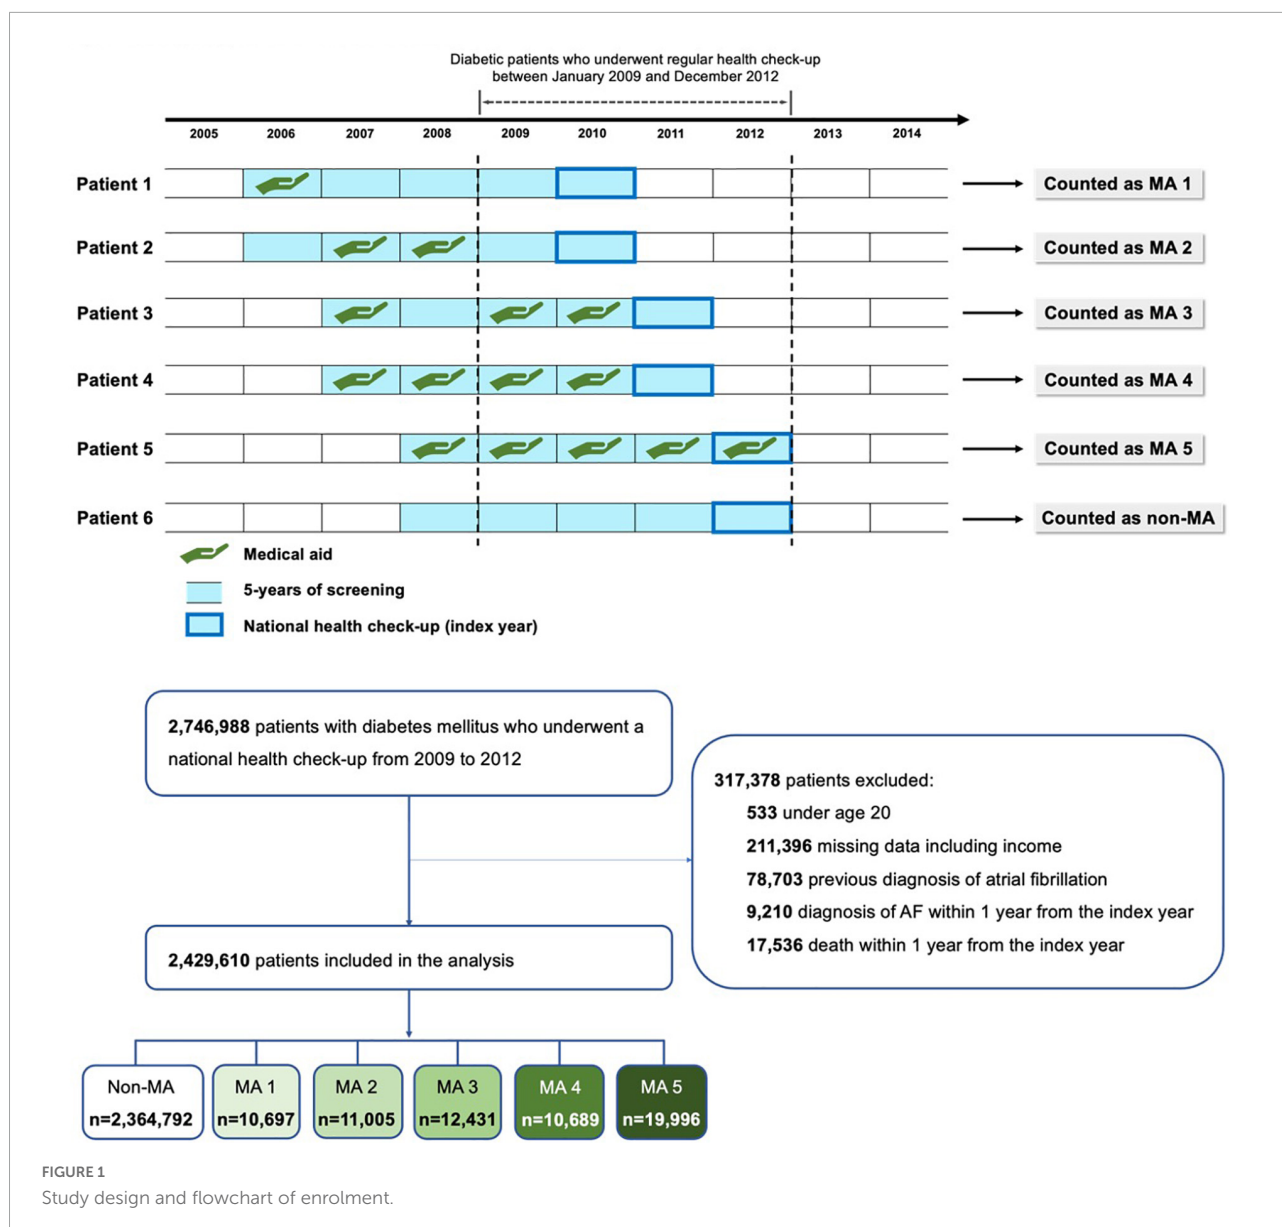 Diabetic patients who underwent regular health check-up
between January 2009 and December 2012
2005 2006 2007 2008 2009 2010 2011 2012 2013 2014
Patient 1 Counted as MA 1
Patient 2 Counted as MA 2
Patient 3 Counted as MA 3
Patient 4 Counted as MA 4
Patient 5 Counted as MA 5
Patient 6 Counted as non-MA
Medical aid
5-years of screening
National health check-up (index year)
2,746,988 patients with diabetes mellitus who underwent a
national health check-up from 2009 to 2012
317,378 patients excluded:
533 under age 20
211,396 missing data including income
78,703 previous diagnosis of atrial fibrillation
9,210 diagnosis of AF within 1 year from the index year
17,536 death within 1 year from the index year
2,429,610 patients included in the analysis
Non-MA MA 1 MA 2 MA 3 MA 4 MA 5
n=2,364,792 n=10,697 n=11,005 n=12,431 n=10,689 n=19,996
FIGURE 1
Study design and flowchart of enrolment.